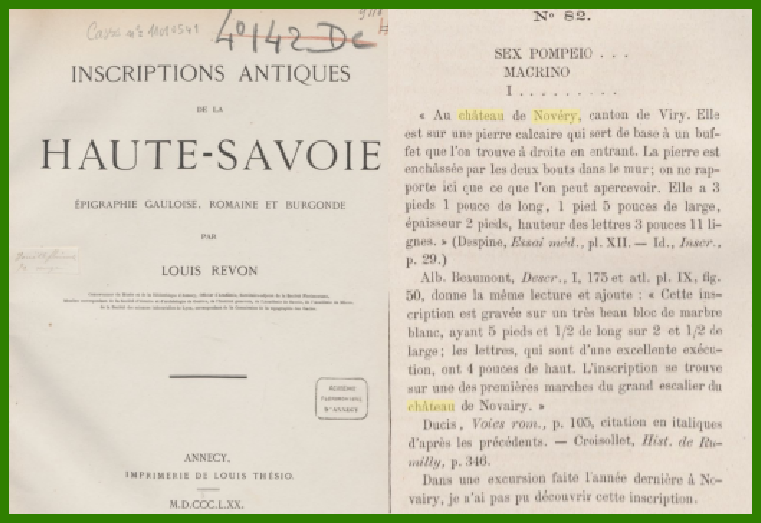 4° 142 Dc
INSCRIPTIONS ANTIQUES
DE LA
HAUTE-SAVOIE
ÉPIGRAPHIE GAULOISE, ROMAINE ET BURGONDE
PAR
LOUIS REVON
ACADÉMIE
FLORIMONTANE
D'ANNECY
ANNECY.
IMPRIMERIE DE LOUIS THÉSIO.
M.D.CCC.LXX.
No 82.
SEX POMPEIO . . .
MACRINO
I . . . . . . . . .
« Au château de Novéry, canton de Viry. Elle
est sur une pierre calcaire qui sert de base à un buf-
fet que l'on trouve à droite en entrant. La pierre est
enchâssée par les deux bouts dans le mur; on ne rap-
porte ici que ce que l'on peut apercevoir. Elle a 3
pieds 1 pouce de long, 1 pied 5 pouces de large,
épaisseur 2 pieds, hauteur des lettres 3 pouces 11 li-
gnes. » (Despine, Essai méd., pl. XII. — Id., Inscr.,
p. 29.)
Alb. Beaumont, Descr., I, 175 et atl. pl. IX, fig.
50, donne la même lecture et ajoute : « Cette ins-
cription est gravée sur un très beau bloc de marbre
blanc, ayant 5 pieds et 1/2 de long sur 2 et 1/2 de
large; les lettres, qui sont d'une excellente exécu-
tion, ont 4 pouces de haut. L'inscription se trouve
sur une des premières marches du grand escalier du
château de Novairy. »
Ducis, Voies rom., p. 105, citation en italiques
d'après les précédents. — Croisollet, Hist. de Ru-
milly, p. 346.
Dans une excursion faite l'année dernière à No-
vairy, je n'ai pas pu découvrir cette inscription.